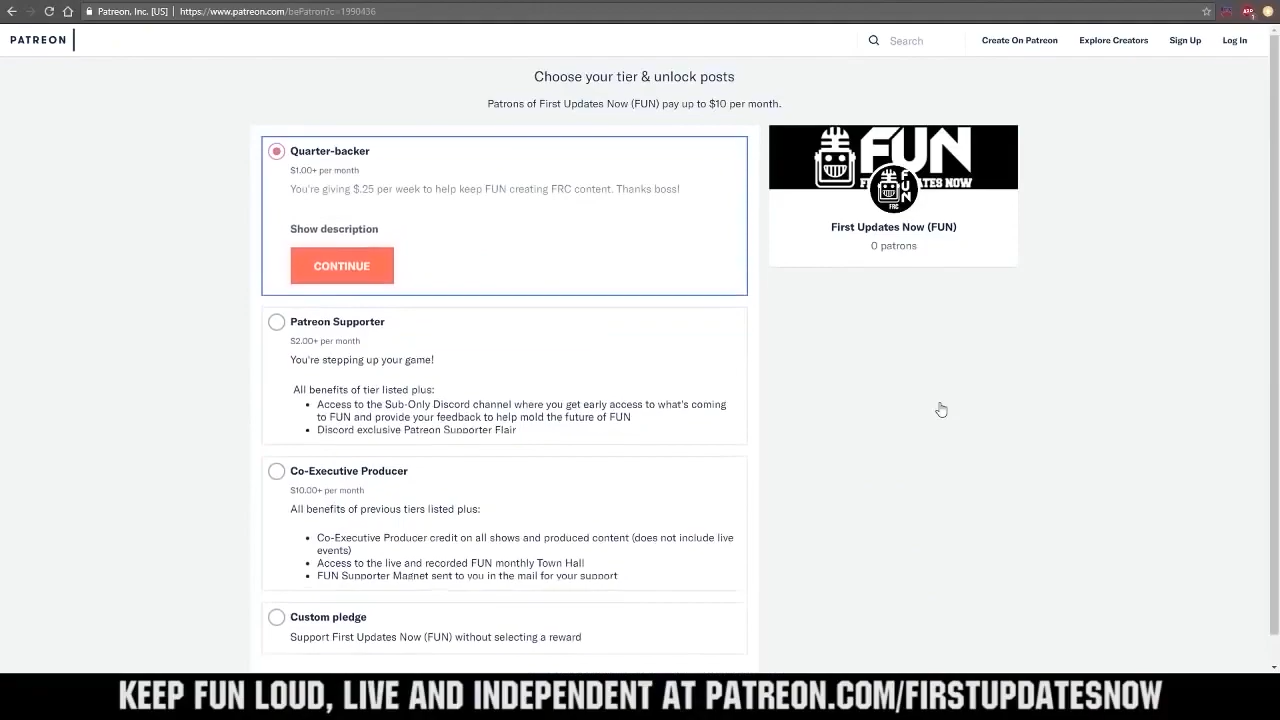 Patreon, Inc. [US] | https://www.patreon.com/bePatron?c=1990436
PATREON
Search
Create On Patreon
Explore Creators
Sign Up
Log In
Choose your tier & unlock posts
Patrons of First Updates Now (FUN) pay up to $10 per month.
Quarter-backer
$1.00+ per month
You're giving $.25 per week to help keep FUN creating FRC content. Thanks boss!
Show description
CONTINUE
FUN
FUN
FRC
First Updates Now (FUN)
0 patrons
Patreon Supporter
$2.00+ per month
You're stepping up your game!
All benefits of tier listed plus:
• Access to the Sub-Only Discord channel where you get early access to what's coming
to FUN and provide your feedback to help mold the future of FUN
• Discord exclusive Patreon Supporter Flair
Co-Executive Producer
$10.00+ per month
All benefits of previous tiers listed plus:
• Co-Executive Producer credit on all shows and produced content (does not include live
events)
• Access to the live and recorded FUN monthly Town Hall
• FUN Supporter Magnet sent to you in the mail for your support
Custom pledge
Support First Updates Now (FUN) without selecting a reward
KEEP FUN LOUD, LIVE AND INDEPENDENT AT PATREON.COM/FIRSTUPDATESNOW